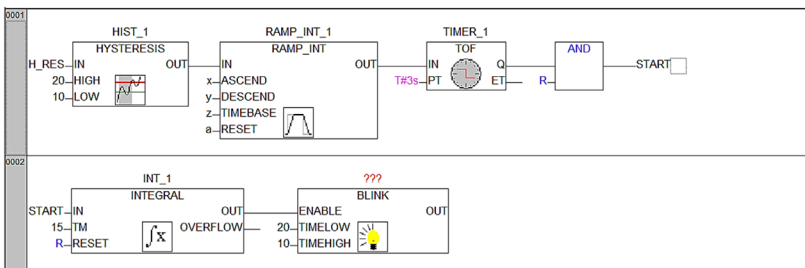 0001
HIST_1 RAMP_INT_1 TIMER_1
HYSTERESIS RAMP_INT TOF AND
H_RES IN OUT IN OUT IN Q START
20 HIGH x ASCEND T#3s PT ET R
10 LOW y DESCEND
z TIMEBASE
a RESET
0002
INT_1 ???
INTEGRAL BLINK
START IN OUT ENABLE OUT
15 TM OVERFLOW 20 TIMELOW
R RESET ∫x 10 TIMEHIGH